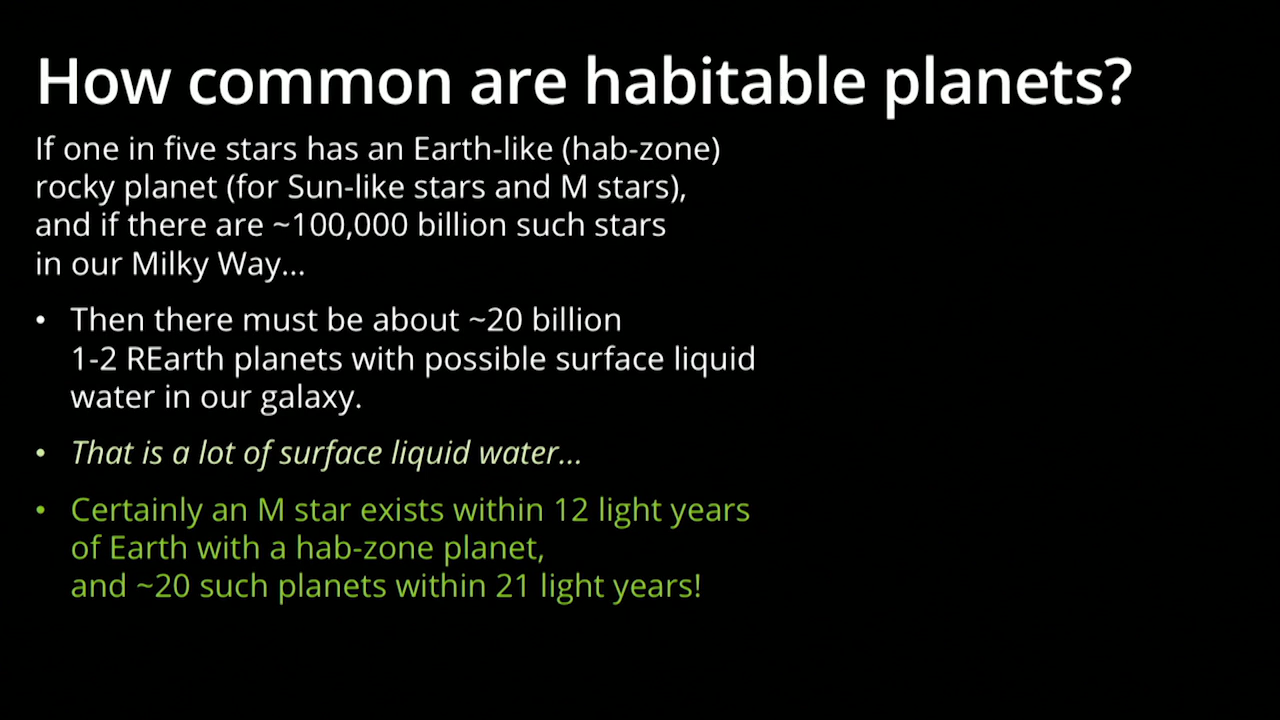 How common are habitable planets?
If one in five stars has an Earth-like (hab-zone)
rocky planet (for Sun-like stars and M stars),
and if there are ~100,000 billion such stars
in our Milky Way...
• Then there must be about ~20 billion
1-2 REarth planets with possible surface liquid
water in our galaxy.
• That is a lot of surface liquid water...
• Certainly an M star exists within 12 light years
of Earth with a hab-zone planet,
and ~20 such planets within 21 light years!